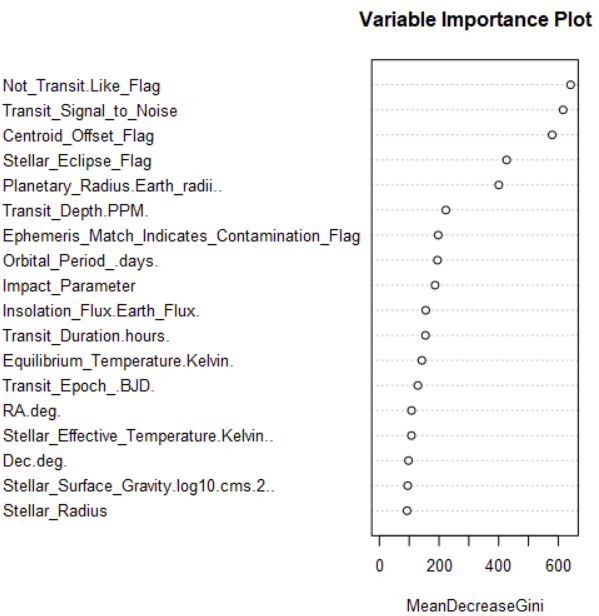 Variable Importance Plot
Not_Transit.Like_Flag
Transit_Signal_to_Noise
Centroid_Offset_Flag
Stellar_Eclipse_Flag
Planetary_Radius.Earth_radii..
Transit_Depth.PPM.
Ephemeris_Match_Indicates_Contamination_Flag
Orbital_Period_.days.
Impact_Parameter
Insolation_Flux.Earth_Flux.
Transit_Duration.hours.
Equilibrium_Temperature.Kelvin.
Transit_Epoch_.BJD.
RA.deg.
Stellar_Effective_Temperature.Kelvin..
Dec.deg.
Stellar_Surface_Gravity.log10.cms.2..
Stellar_Radius
0 200 400 600
MeanDecreaseGini